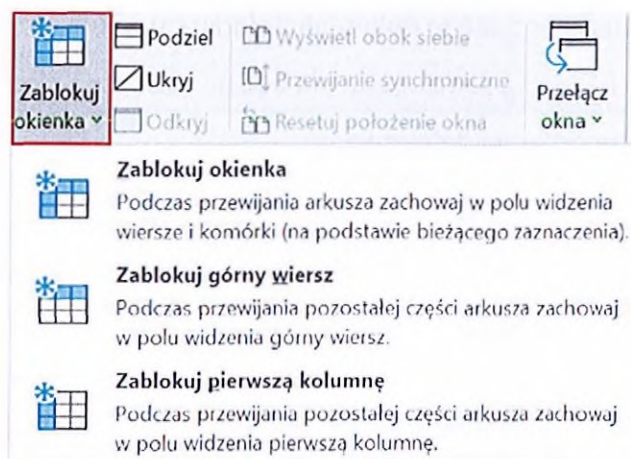 Zablokuj
okienka
Podziel
Ukryj
Odkryj
Wyświetl obok siebie
Przewijanie synchroniczne
Resetuj położenie okna
Przełącz
okna
Zablokuj okienka
Podczas przewijania arkusza zachowaj w polu widzenia
wiersze i komórki (na podstawie bieżącego zaznaczenia).
Zablokuj górny wiersz
Podczas przewijania pozostałej części arkusza zachowaj
w polu widzenia górny wiersz.
Zablokuj pierwszą kolumnę
Podczas przewijania pozostałej części arkusza zachowaj
w polu widzenia pierwszą kolumnę.